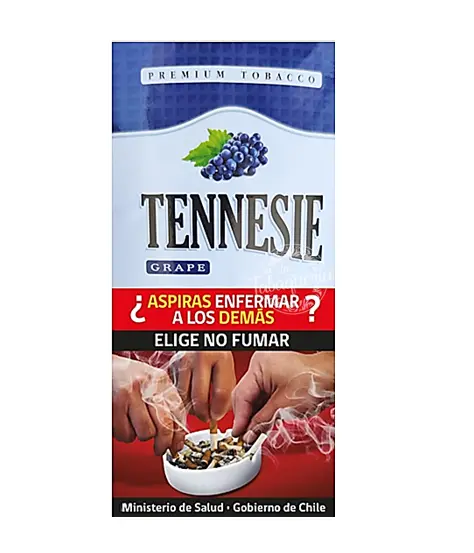 PREMIUM TOBACCO
TENNESIE
GRAPE
¿ASPIRAS ENFERMAR
A LOS DEMÁS?
ELIGE NO FUMAR
Ministerio de Salud · Gobierno de Chile